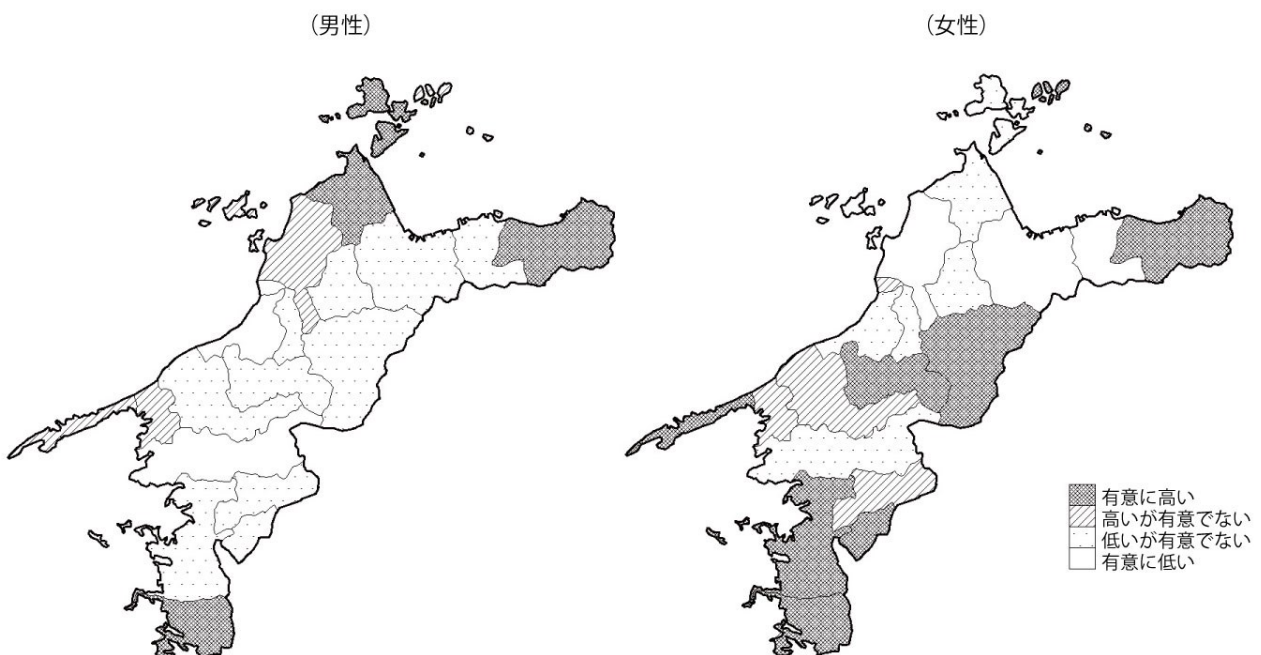 (男性)
(女性)
有意に高い
高いが有意でない
低いが有意でない
有意に低い